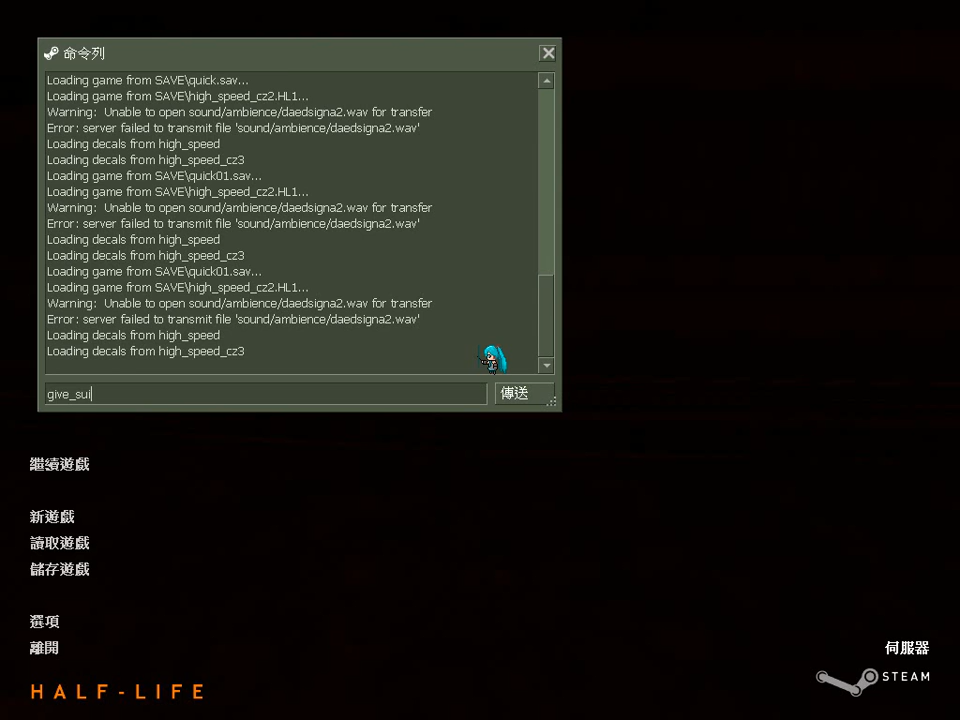 命令列
Loading game from SAVE\quick.sav...
Loading game from SAVE\high_speed_cz2.HL1...
Warning:  Unable to open sound/ambience/daedsigna2.wav for transfer
Error: server failed to transmit file 'sound/ambience/daedsigna2.wav'
Loading decals from high_speed
Loading decals from high_speed_cz3
Loading game from SAVE\quick01.sav...
Loading game from SAVE\high_speed_cz2.HL1...
Warning:  Unable to open sound/ambience/daedsigna2.wav for transfer
Error: server failed to transmit file 'sound/ambience/daedsigna2.wav'
Loading decals from high_speed
Loading decals from high_speed_cz3
Loading game from SAVE\quick01.sav...
Loading game from SAVE\high_speed_cz2.HL1...
Warning:  Unable to open sound/ambience/daedsigna2.wav for transfer
Error: server failed to transmit file 'sound/ambience/daedsigna2.wav'
Loading decals from high_speed
Loading decals from high_speed_cz3
give_sui
傳送
繼續遊戲
新遊戲
讀取遊戲
儲存遊戲
選項
離開
伺服器
HALF-LIFE
STEAM